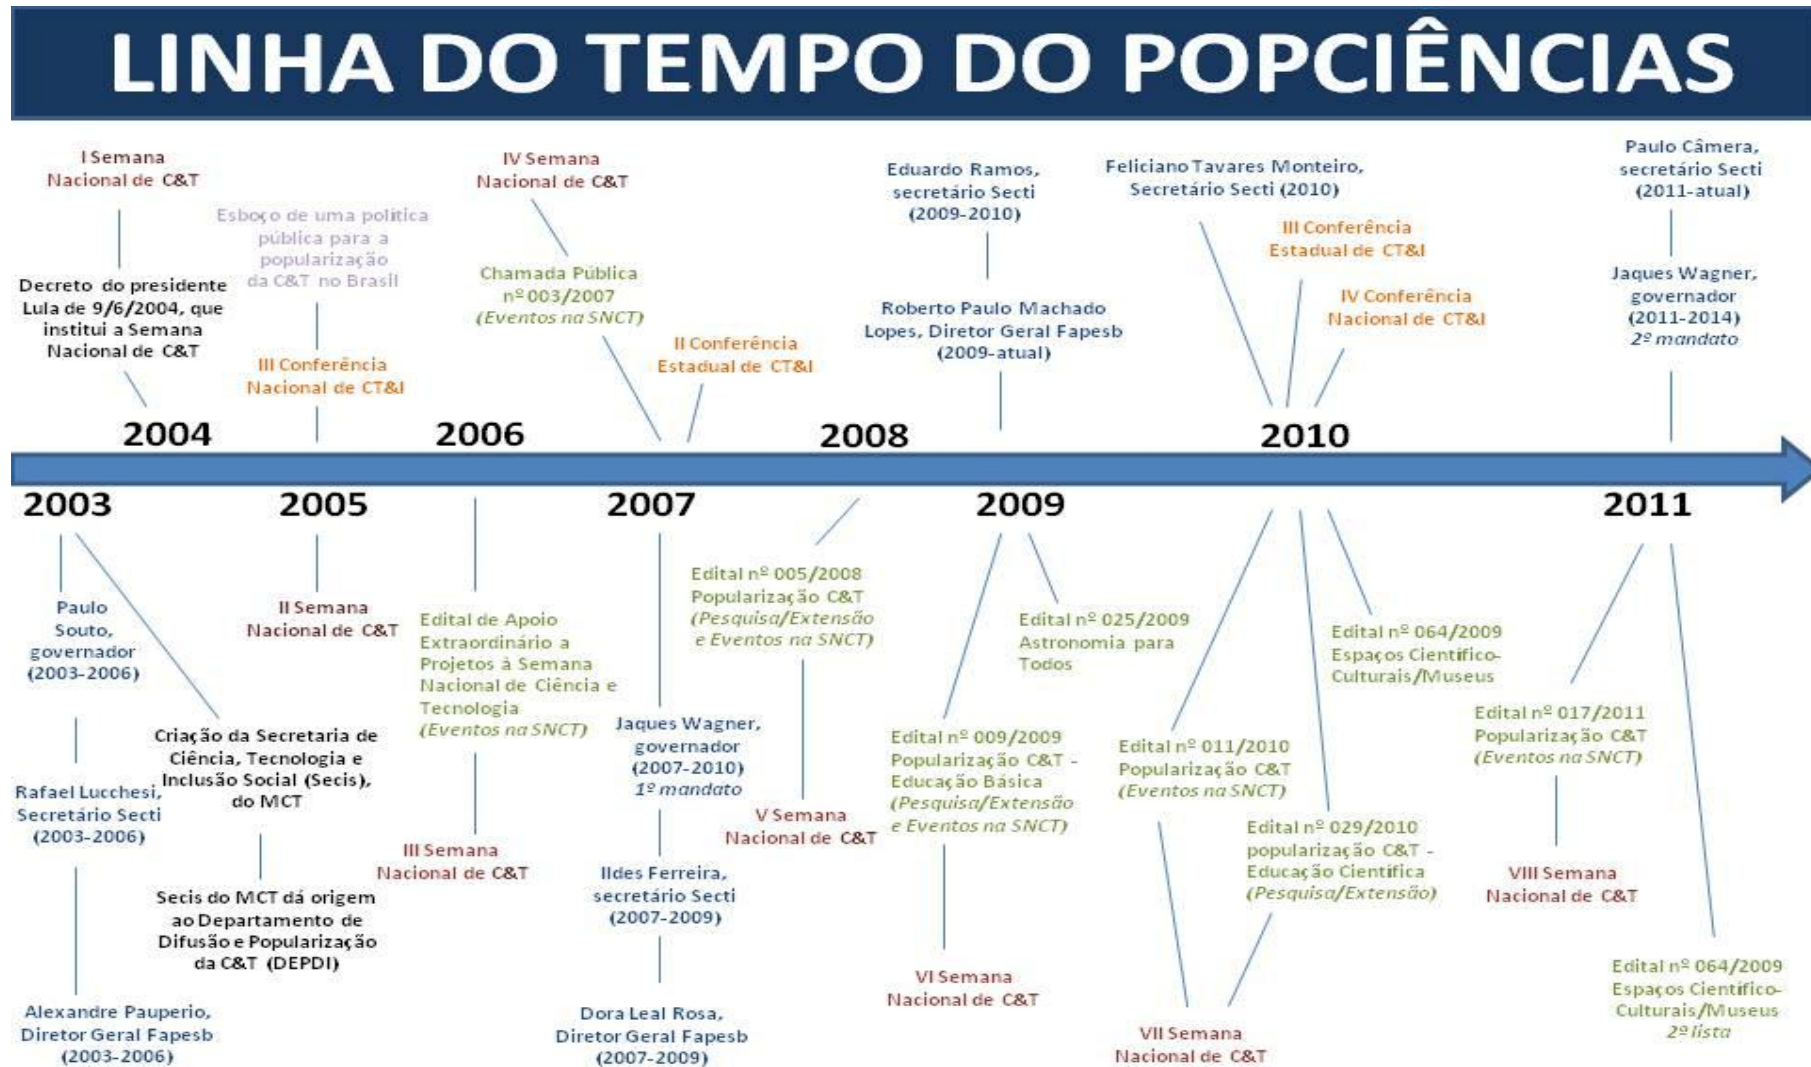 LINHA DO TEMPO DO POPCIÊNCIAS
I Semana
Nacional de C&T
Decreto do presidente
Lula de 9/6/2004, que
institui a Semana
Nacional de C&T
Esboço de uma política
pública para a
popularização
da C&T no Brasil
III Conferência
Nacional de CT&I
IV Semana
Nacional de C&T
Chamada Pública
nº 003/2007
(Eventos na SNCT)
II Conferência
Estadual de CT&I
Eduardo Ramos,
secretário Secti
(2009-2010)
Roberto Paulo Machado
Lopes, Diretor Geral Fapesb
(2009-atual)
Feliciano Tavares Monteiro,
Secretário Secti (2010)
III Conferência
Estadual de CT&I
IV Conferência
Nacional de CT&I
Paulo Câmera,
secretário Secti
(2011-atual)
Jaques Wagner,
governador
(2011-2014)
2º mandato
2004
2006
2008
2010
2003
2005
2007
2009
2011
Paulo
Souto,
governador
(2003-2006)
Rafael Lucchesi,
Secretário Secti
(2003-2006)
Alexandre Pauperio,
Diretor Geral Fapesb
(2003-2006)
Criação da Secretaria de
Ciência, Tecnologia e
Inclusão Social (Secis),
do MCT
Secis do MCT dá origem
ao Departamento de
Difusão e Popularização
da C&T (DEPDI)
II Semana
Nacional de C&T
Edital de Apoio
Extraordinário a
Projetos à Semana
Nacional de Ciência e
Tecnologia
(Eventos na SNCT)
III Semana
Nacional de C&T
Jaques Wagner,
governador
(2007-2010)
1º mandato
Ildes Ferreira,
secretário Secti
(2007-2009)
Dora Leal Rosa,
Diretor Geral Fapesb
(2007-2009)
Edital nº 005/2008
Popularização C&T
(Pesquisa/Extensão
e Eventos na SNCT)
V Semana
Nacional de C&T
Edital nº 009/2009
Popularização C&T -
Educação Básica
(Pesquisa/Extensão
e Eventos na SNCT)
VI Semana
Nacional de C&T
Edital nº 025/2009
Astronomia para
Todos
Edital nº 011/2010
Popularização C&T
(Eventos na SNCT)
VII Semana
Nacional de C&T
Edital nº 029/2010
popularização C&T -
Educação Científica
(Pesquisa/Extensão)
Edital nº 064/2009
Espaços Científico-
Culturais/Museus
Edital nº 017/2011
Popularização C&T
(Eventos na SNCT)
VIII Semana
Nacional de C&T
Edital nº 064/2009
Espaços Científico-
Culturais/Museus
2º lista